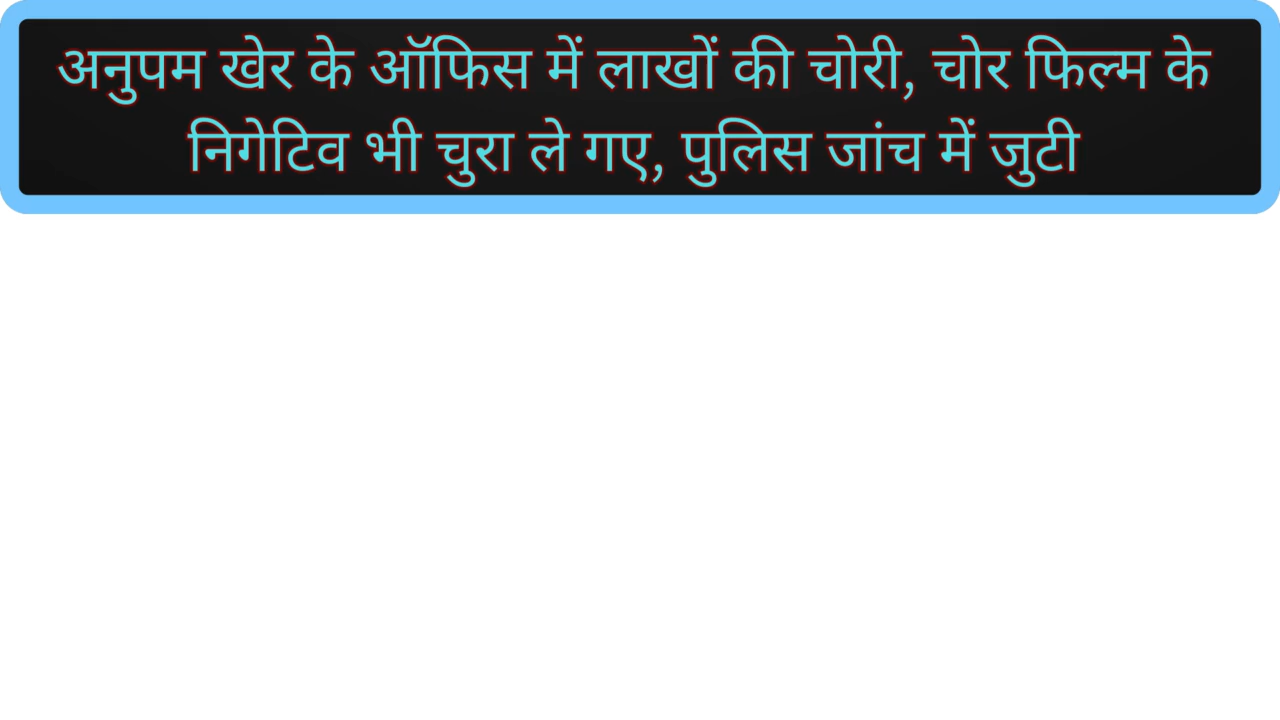 अनुपम खेर के ऑफिस में लाखों की चोरी, चोर फिल्म के
निगेटिव भी चुरा ले गए, पुलिस जांच में जुटी